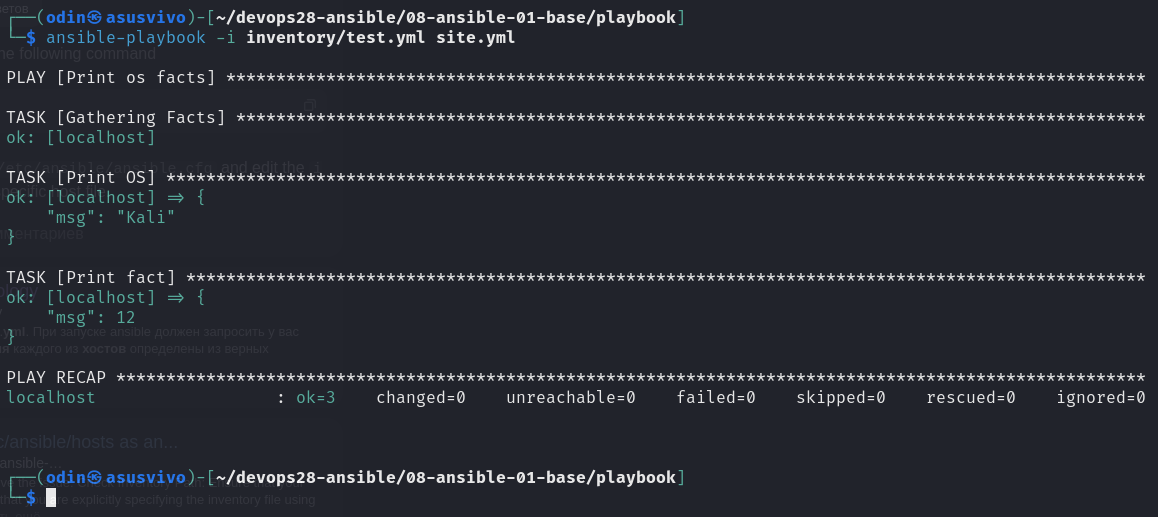 ┌──(odin㉿asusvivo)-[~/devops28-ansible/08-ansible-01-base/playbook]
└─$ ansible-playbook -i inventory/test.yml site.yml
PLAY [Print os facts] ********************************************************************************************
TASK [Gathering Facts] *******************************************************************************************
ok: [localhost]
TASK [Print OS] **************************************************************************************************
ok: [localhost] => {
    "msg": "Kali"
}
TASK [Print fact] ************************************************************************************************
ok: [localhost] => {
    "msg": 12
}
PLAY RECAP *******************************************************************************************************
localhost                  : ok=3    changed=0    unreachable=0    failed=0    skipped=0    rescued=0    ignored=0
┌──(odin㉿asusvivo)-[~/devops28-ansible/08-ansible-01-base/playbook]
└─$